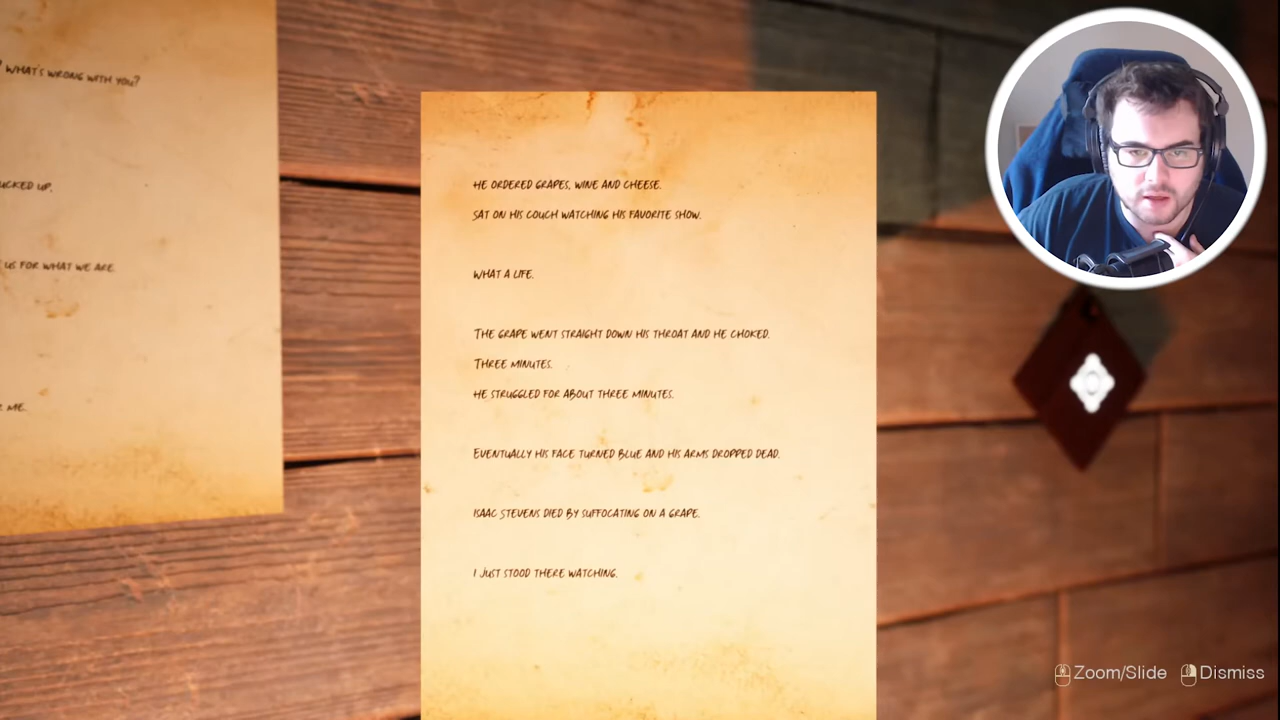 WHAT'S WRONG WITH YOU?
UCKED UP.
US FOR WHAT WE ARE.
ME.
HE ORDERED GRAPES, WINE AND CHEESE.
SAT ON HIS COUCH WATCHING HIS FAVORITE SHOW.
WHAT A LIFE.
THE GRAPE WENT STRAIGHT DOWN HIS THROAT AND HE CHOKED.
THREE MINUTES.
HE STRUGGLED FOR ABOUT THREE MINUTES.
EVENTUALLY HIS FACE TURNED BLUE AND HIS ARMS DROPPED DEAD.
ISAAC STEVENS DIED BY SUFFOCATING ON A GRAPE.
I JUST STOOD THERE WATCHING.
Zoom/Slide Dismiss